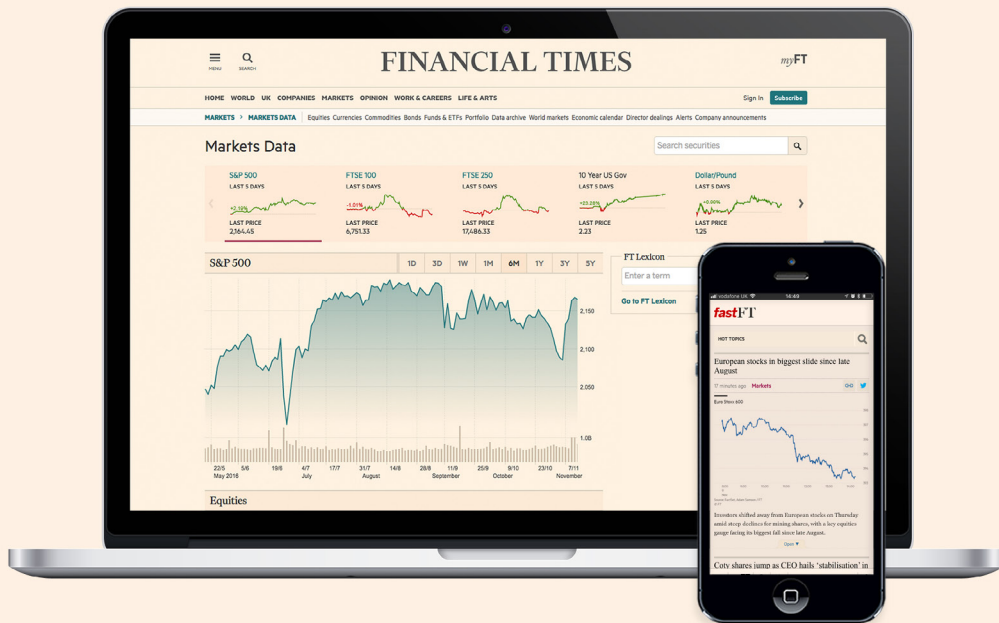 FINANCIAL TIMES
myFT
MENU
SEARCH
HOME WORLD UK COMPANIES MARKETS OPINION WORK & CAREERS LIFE & ARTS
Sign In Subscribe
MARKETS > MARKETS DATA Equities Currencies Commodities Bonds Funds & ETFs Portfolio Data archive World markets Economic calendar Director dealings Alerts Company announcements
Markets Data
Search securities
S&P 500 FTSE 100 FTSE 250 10 Year US Gov Dollar/Pound
LAST 5 DAYS LAST 5 DAYS LAST 5 DAYS LAST 5 DAYS LAST 5 DAYS
-1.01%
LAST PRICE LAST PRICE LAST PRICE LAST PRICE LAST PRICE
2,164.45 6,751.33 17,486.33 2.23 1.25
S&P 500 1D 3D 1W 1M 6M 1Y 3Y 5Y
2,150
2,100
2,050
1.0B
22/5 5/6 19/6 4/7 17/7 31/7 14/8 28/8 11/9 25/9 9/10 23/10 7/11
May 2016 July August September October November
Equities
FT Lexicon
Enter a term
Go to FT Lexicon
vodafone UK 14:49
fastFT
HOT TOPICS
European stocks in biggest slide since late
August
17 minutes ago Markets
Euro Stoxx 600
Investors shifted away from European stocks on Thursday
amid steep declines for mining shares, with a key equities
gauge facing its biggest fall since late August.
Coty shares jump as CEO hails 'stabilisation' in